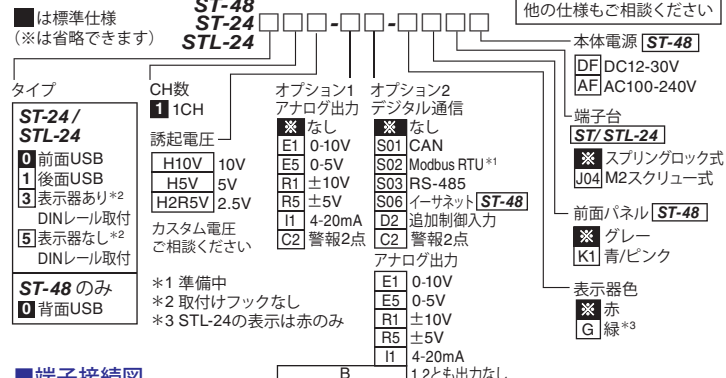 ■は標準仕様
(※は省略できます)
ST-48
ST-24□□□-□□-□□□□
STL-24
他の仕様もご相談ください
タイプ
ST-24 /
STL-24
0 前面USB
1 後面USB
3 表示器あり*2
DINレール取付
5 表示器なし*2
DINレール取付
ST-48 のみ
0 背面USB
CH数
1 1CH
誘起電圧
H10V 10V
H5V 5V
H2R5V 2.5V
カスタム電圧
ご相談ください
オプション1
アナログ出力
※ なし
E1 0-10V
E5 0-5V
R1 ±10V
R5 ±5V
I1 4-20mA
C2 警報2点
オプション2
デジタル通信
※ なし
S01 CAN
S02 Modbus RTU*1
S03 RS-485
S06 イーサネット ST-48
D2 追加制御入力
C2 警報2点
アナログ出力
E1 0-10V
E5 0-5V
R1 ±10V
R5 ±5V
I1 4-20mA
B 1,2とも出力なし
本体電源 ST-48
DF DC12-30V
AF AC100-240V
端子台
ST/ STL-24
※ スプリングロック式
J04 M2スクリュー式
前面パネル ST-48
※ グレー
K1 青/ピンク
表示器色
※ 赤
G 緑*3
*1 準備中
*2 取付けフックなし
*3 STL-24の表示は赤のみ
■端子接続図